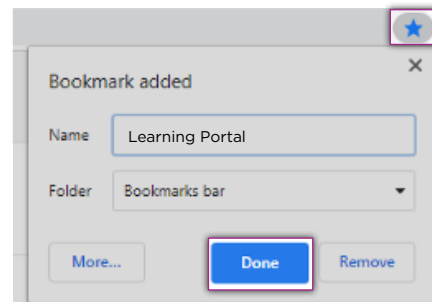 Bookmark added
Name Learning Portal
Folder Bookmarks bar
More... Done Remove